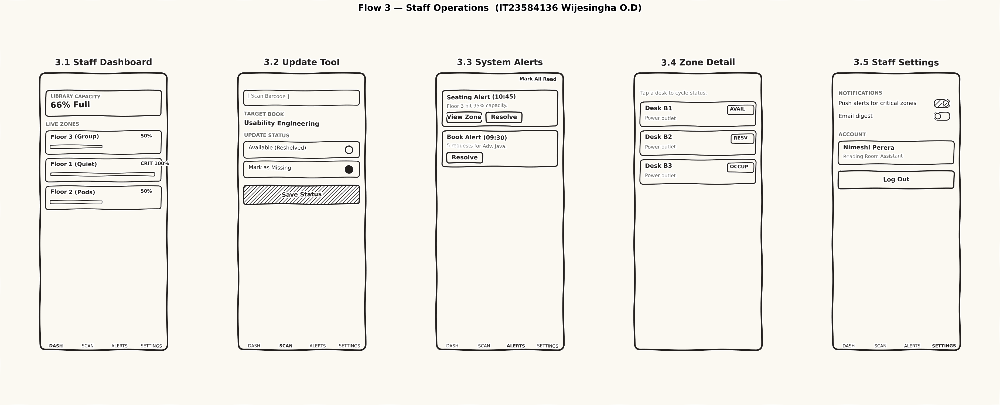 Flow 3 — Staff Operations  (IT23584136 Wijesingha O.D)
3.1 Staff Dashboard
LIBRARY CAPACITY
66% Full
LIVE ZONES
Floor 3 (Group) 50%
Floor 1 (Quiet) CRIT 100%
Floor 2 (Pods) 50%
DASH SCAN ALERTS SETTINGS
3.2 Update Tool
[ Scan Barcode ]
TARGET BOOK
Usability Engineering
UPDATE STATUS
Available (Reshelved)
Mark as Missing
Save Status
DASH SCAN ALERTS SETTINGS
3.3 System Alerts
Mark All Read
Seating Alert (10:45)
Floor 3 hit 95% capacity.
View Zone Resolve
Book Alert (09:30)
5 requests for Adv. Java.
Resolve
DASH SCAN ALERTS SETTINGS
3.4 Zone Detail
Tap a desk to cycle status.
Desk B1 AVAIL
Power outlet
Desk B2 RESV
Power outlet
Desk B3 OCCUP
Power outlet
3.5 Staff Settings
NOTIFICATIONS
Push alerts for critical zones
Email digest
ACCOUNT
Nimeshi Perera
Reading Room Assistant
Log Out
DASH SCAN ALERTS SETTINGS